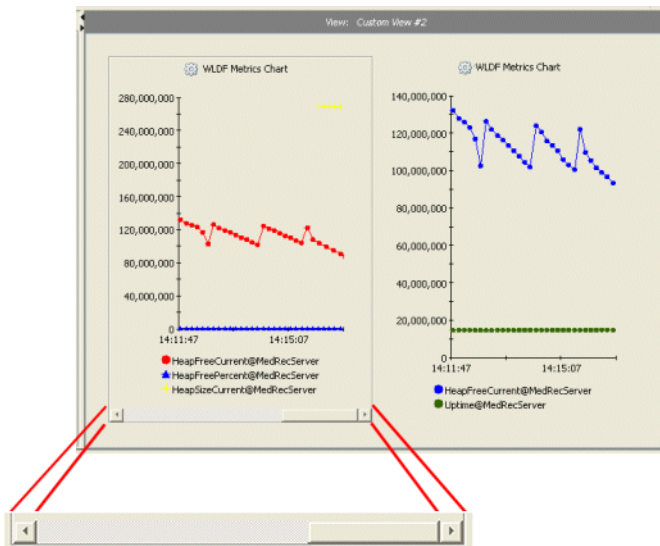 View: Custom View #2
WLDF Metrics Chart
280,000,000
240,000,000
200,000,000
160,000,000
120,000,000
80,000,000
40,000,000
0
14:11:47 14:15:07
HeapFreeCurrent@MedRecServer
HeapFreePercent@MedRecServer
HeapSizeCurrent@MedRecServer
WLDF Metrics Chart
140,000,000
120,000,000
100,000,000
80,000,000
60,000,000
40,000,000
20,000,000
0
14:11:47 14:15:07
HeapFreeCurrent@MedRecServer
Uptime@MedRecServer